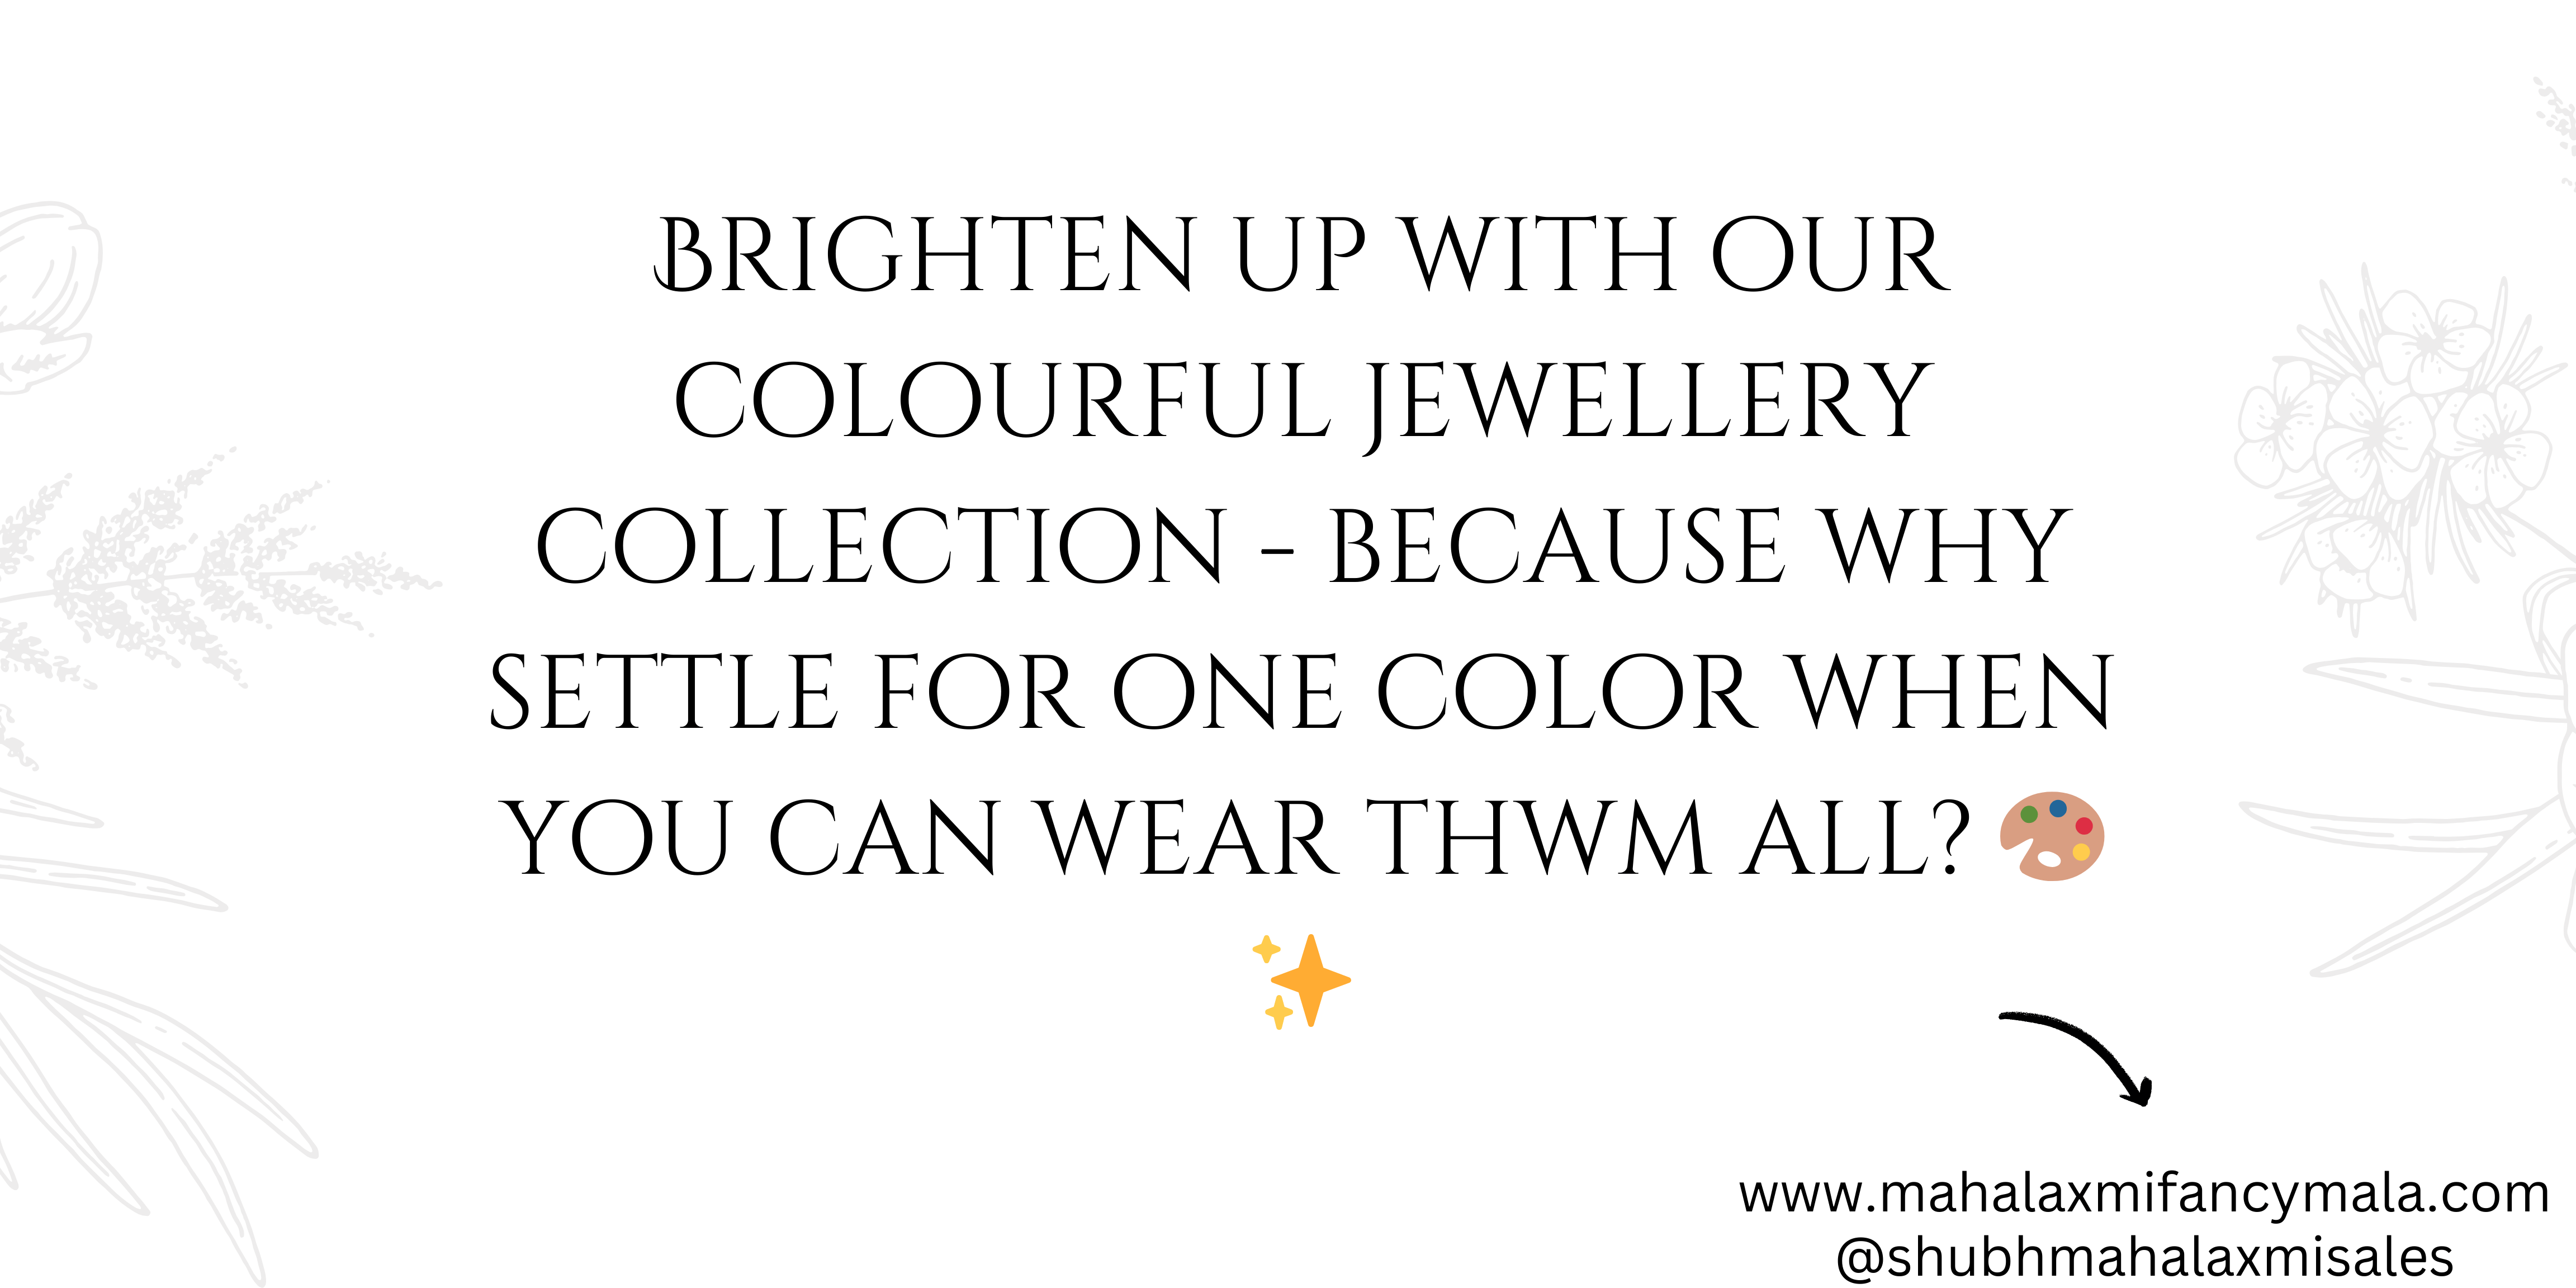 Brighten up with our
colourful jewellery
collection - because why
settle for one color when
you can wear thwm all? 🎨
✨
www.mahalaxmifancymala.com
@shubhmahalaxmisales